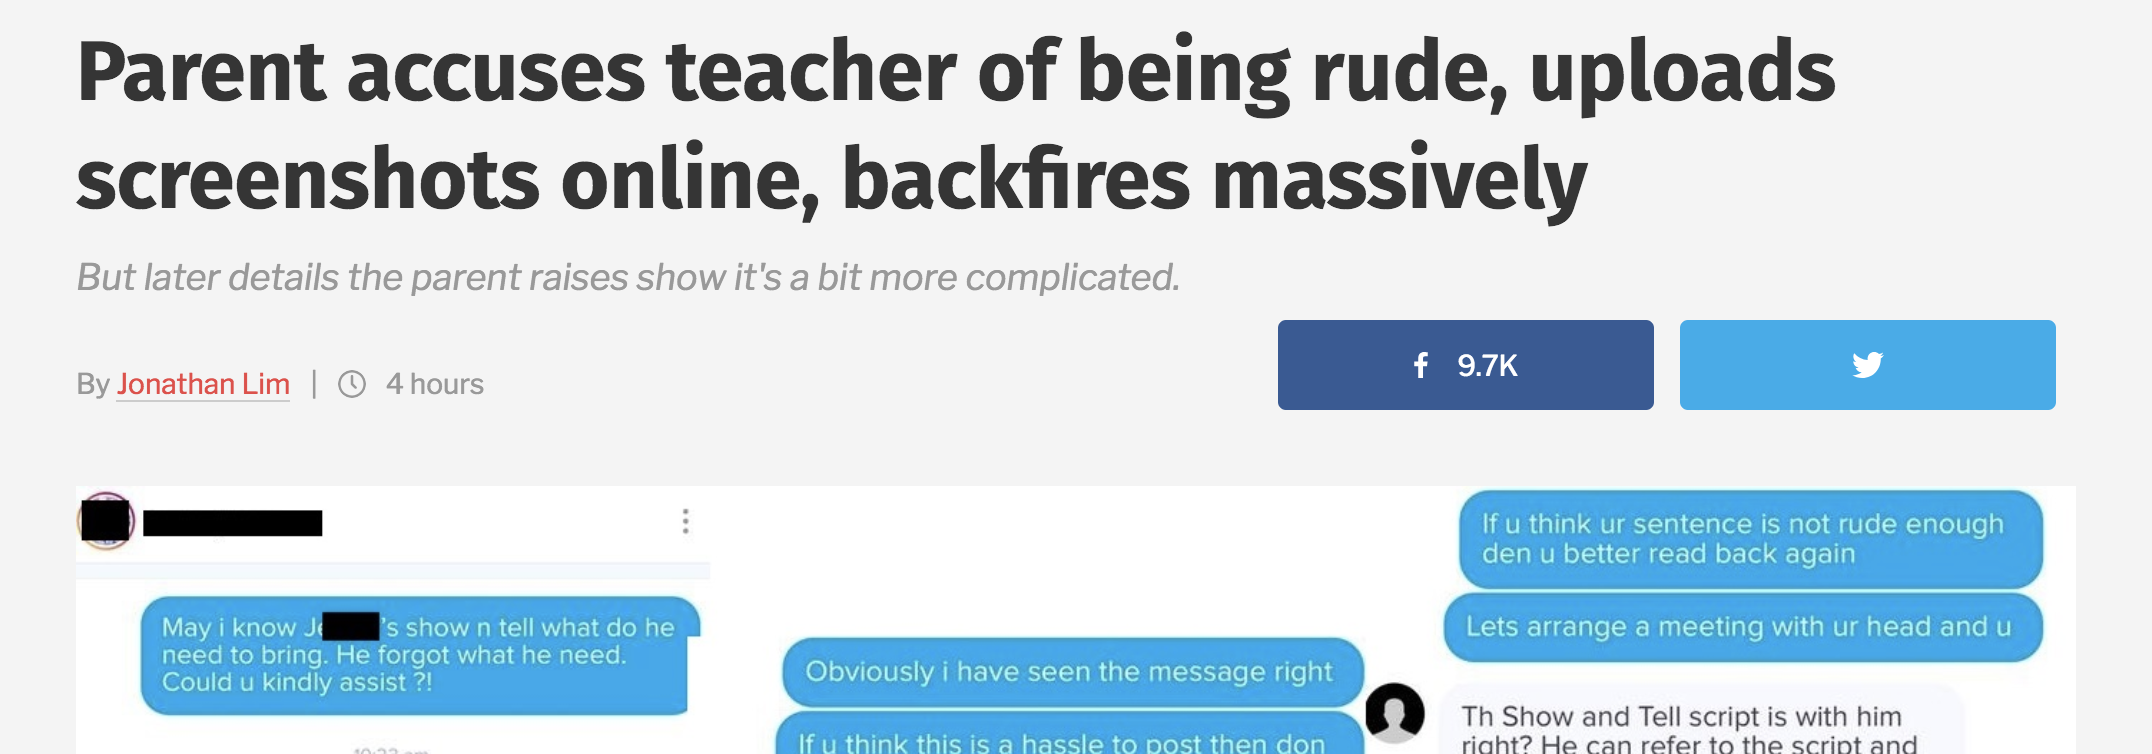 Parent accuses teacher of being rude, uploads
screenshots online, backfires massively
But later details the parent raises show it's a bit more complicated.
By Jonathan Lim | 4 hours
f 9.7K
May i know Je 's show n tell what do he
need to bring. He forgot what he need.
Could u kindly assist ?!
Obviously i have seen the message right
If u think this is a hassle to post then don
If u think ur sentence is not rude enough
den u better read back again
Lets arrange a meeting with ur head and u
Th Show and Tell script is with him
right? He can refer to the script and